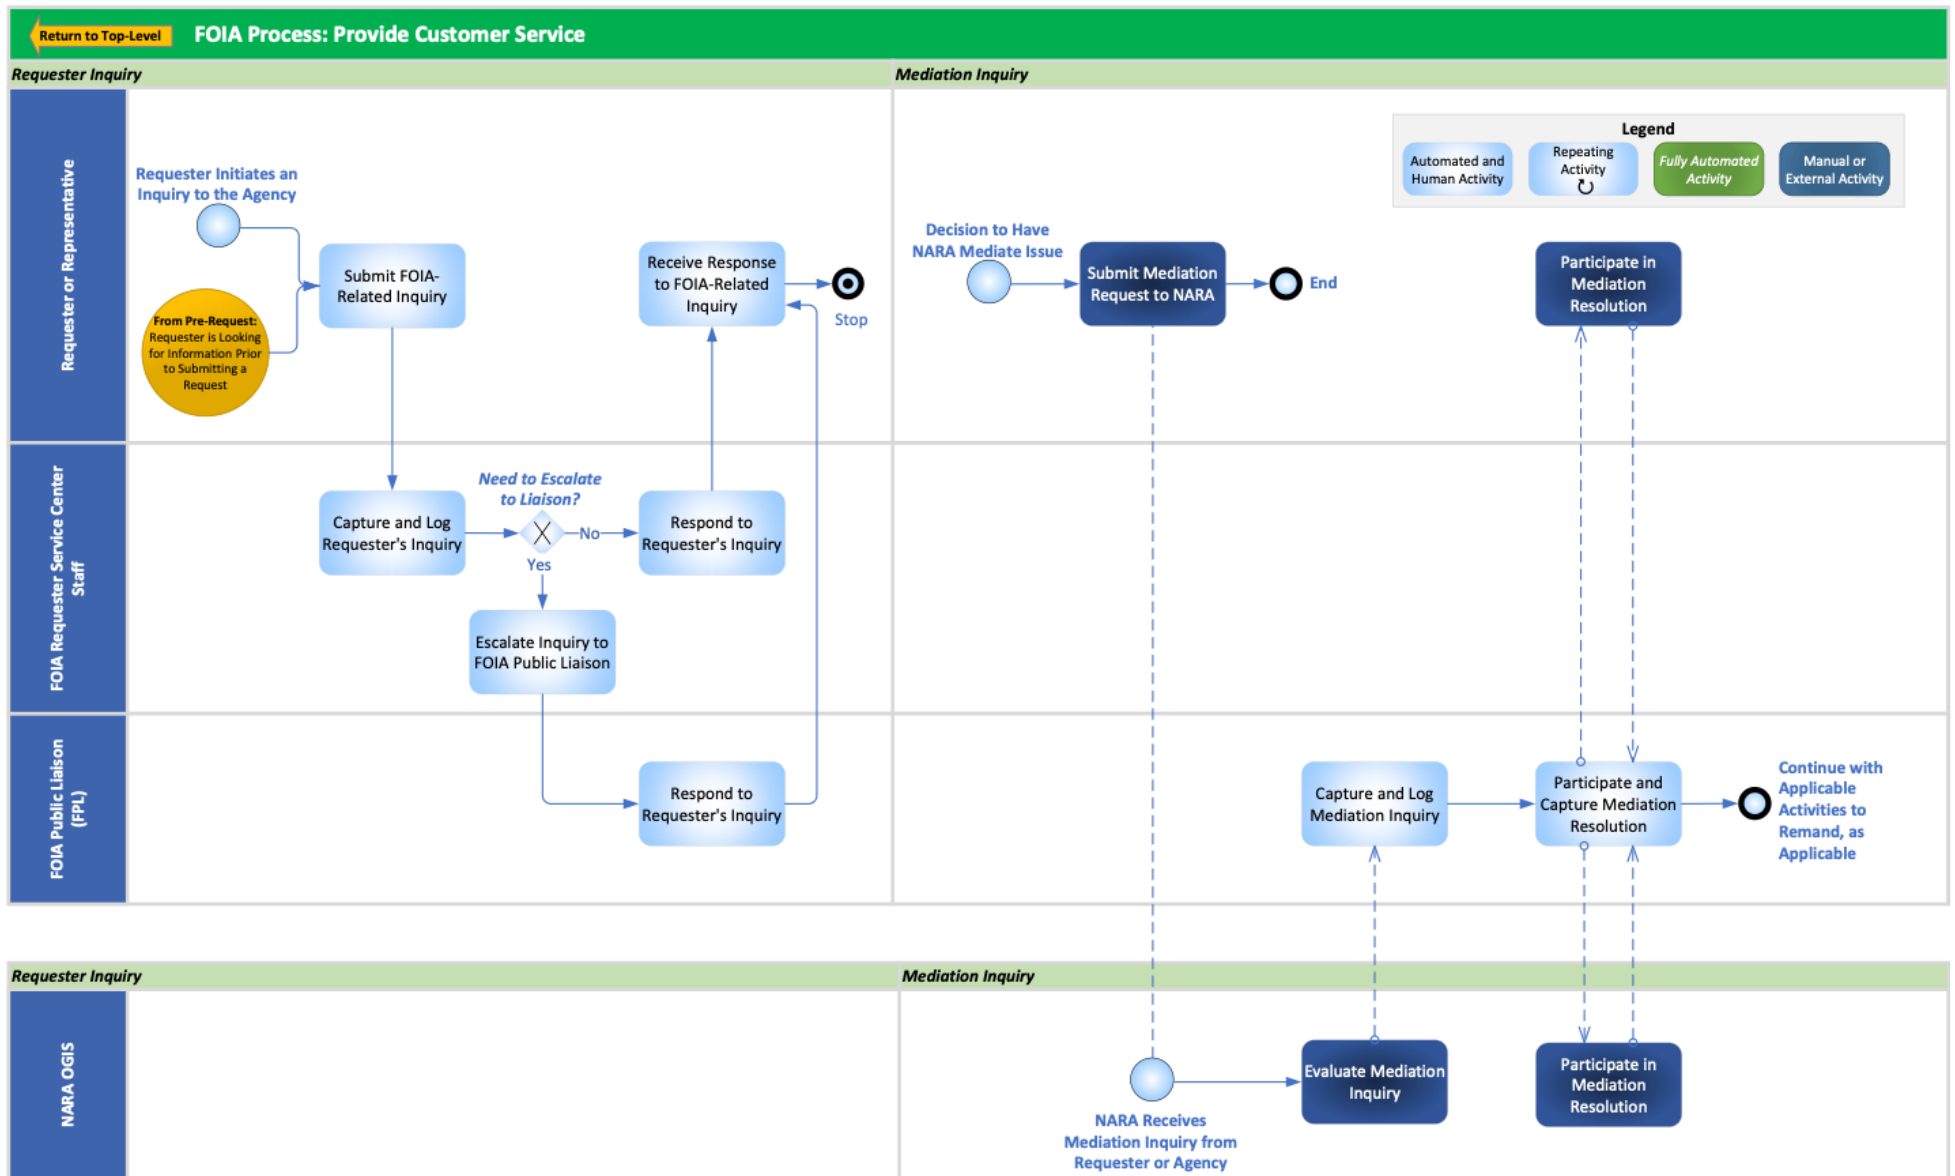 Return to Top-Level
FOIA Process: Provide Customer Service
Requester Inquiry
Mediation Inquiry
Requester or Representative
Requester Initiates an
Inquiry to the Agency
From Pre-Request:
Requester is Looking
for Information Prior
to Submitting a
Request
Submit FOIA-
Related Inquiry
Receive Response
to FOIA-Related
Inquiry
Stop
Decision to Have
NARA Mediate Issue
Submit Mediation
Request to NARA
End
Legend
Automated and
Human Activity
Repeating
Activity
Fully Automated
Activity
Manual or
External Activity
Participate in
Mediation
Resolution
FOIA Requester Service Center
Staff
Capture and Log
Requester's Inquiry
Need to Escalate
to Liaison?
X
No
Yes
Respond to
Requester's Inquiry
Escalate Inquiry to
FOIA Public Liaison
FOIA Public Liaison
(FPL)
Respond to
Requester's Inquiry
Capture and Log
Mediation Inquiry
Participate and
Capture Mediation
Resolution
Continue with
Applicable
Activities to
Remand, as
Applicable
Requester Inquiry
Mediation Inquiry
NARA OGIS
NARA Receives
Mediation Inquiry from
Requester or Agency
Evaluate Mediation
Inquiry
Participate in
Mediation
Resolution